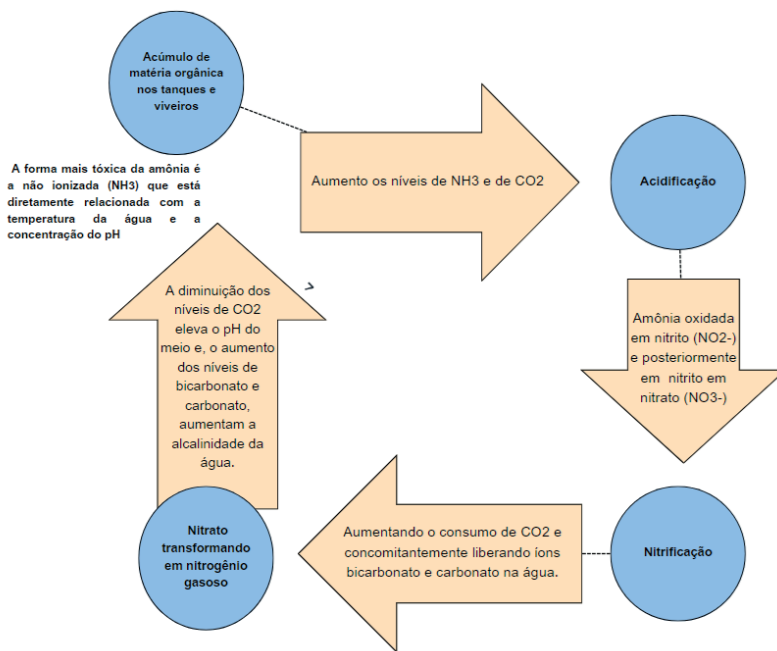 Acúmulo de
matéria orgânica
nos tanques e
viveiros
A forma mais tóxica da amônia é
a não ionizada (NH3) que está
diretamente relacionada com a
temperatura da água e a
concentração do pH
Aumento os níveis de NH3 e de CO2
Acidificação
Amônia oxidada
em nitrito (NO2-)
e posteriormente
em nitrito em
nitrato (NO3-)
Nitrificação
Aumentando o consumo de CO2 e
concomitantemente liberando íons
bicarbonato e carbonato na água.
Nitrato
transformando
em nitrogênio
gasoso
A diminuição dos
níveis de CO2
eleva o pH do
meio e, o aumento
dos níveis de
bicarbonato e
carbonato,
aumentam a
alcalinidade da
água.